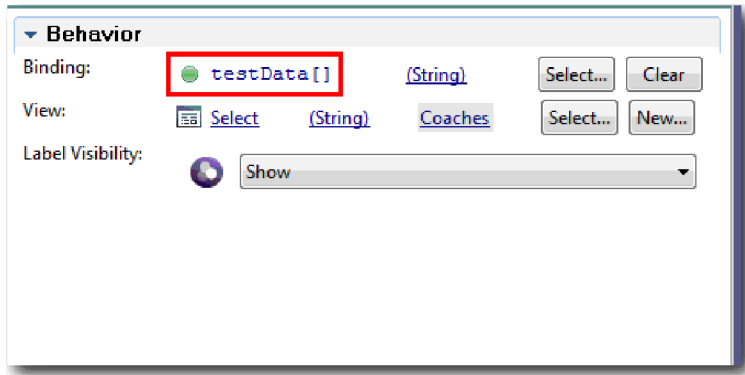 Behavior
Binding: testData[] (String) Select... Clear
View: Select (String) Coaches Select... New...
Label Visibility: Show